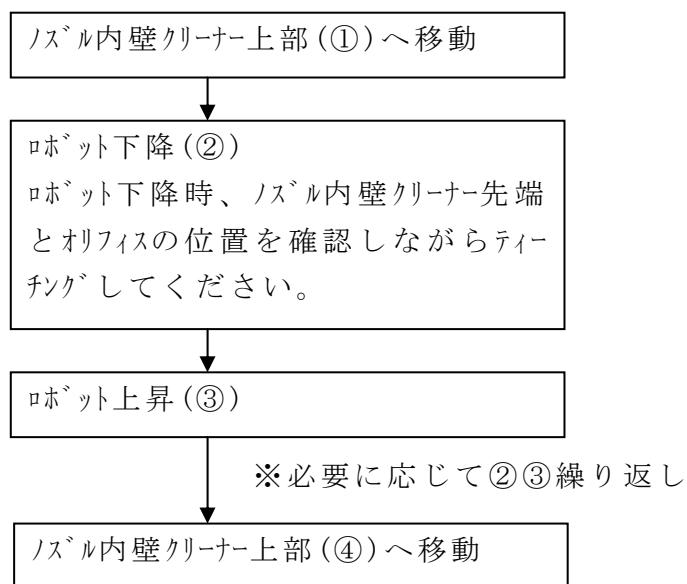 ﾉｽﾞﾙ内壁ｸﾘｰﾅｰ上部(①)へ移動
ﾛﾎﾞｯﾄ下降(②)
ﾛﾎﾞｯﾄ下降時、ﾉｽﾞﾙ内壁ｸﾘｰﾅｰ先端
とｵﾘﾌｨｽの位置を確認しながらﾃｨｰ
ﾁﾝｸﾞしてください。
ﾛﾎﾞｯﾄ上昇(③)
※必要に応じて②③繰り返し
ﾉｽﾞﾙ内壁ｸﾘｰﾅｰ上部(④)へ移動